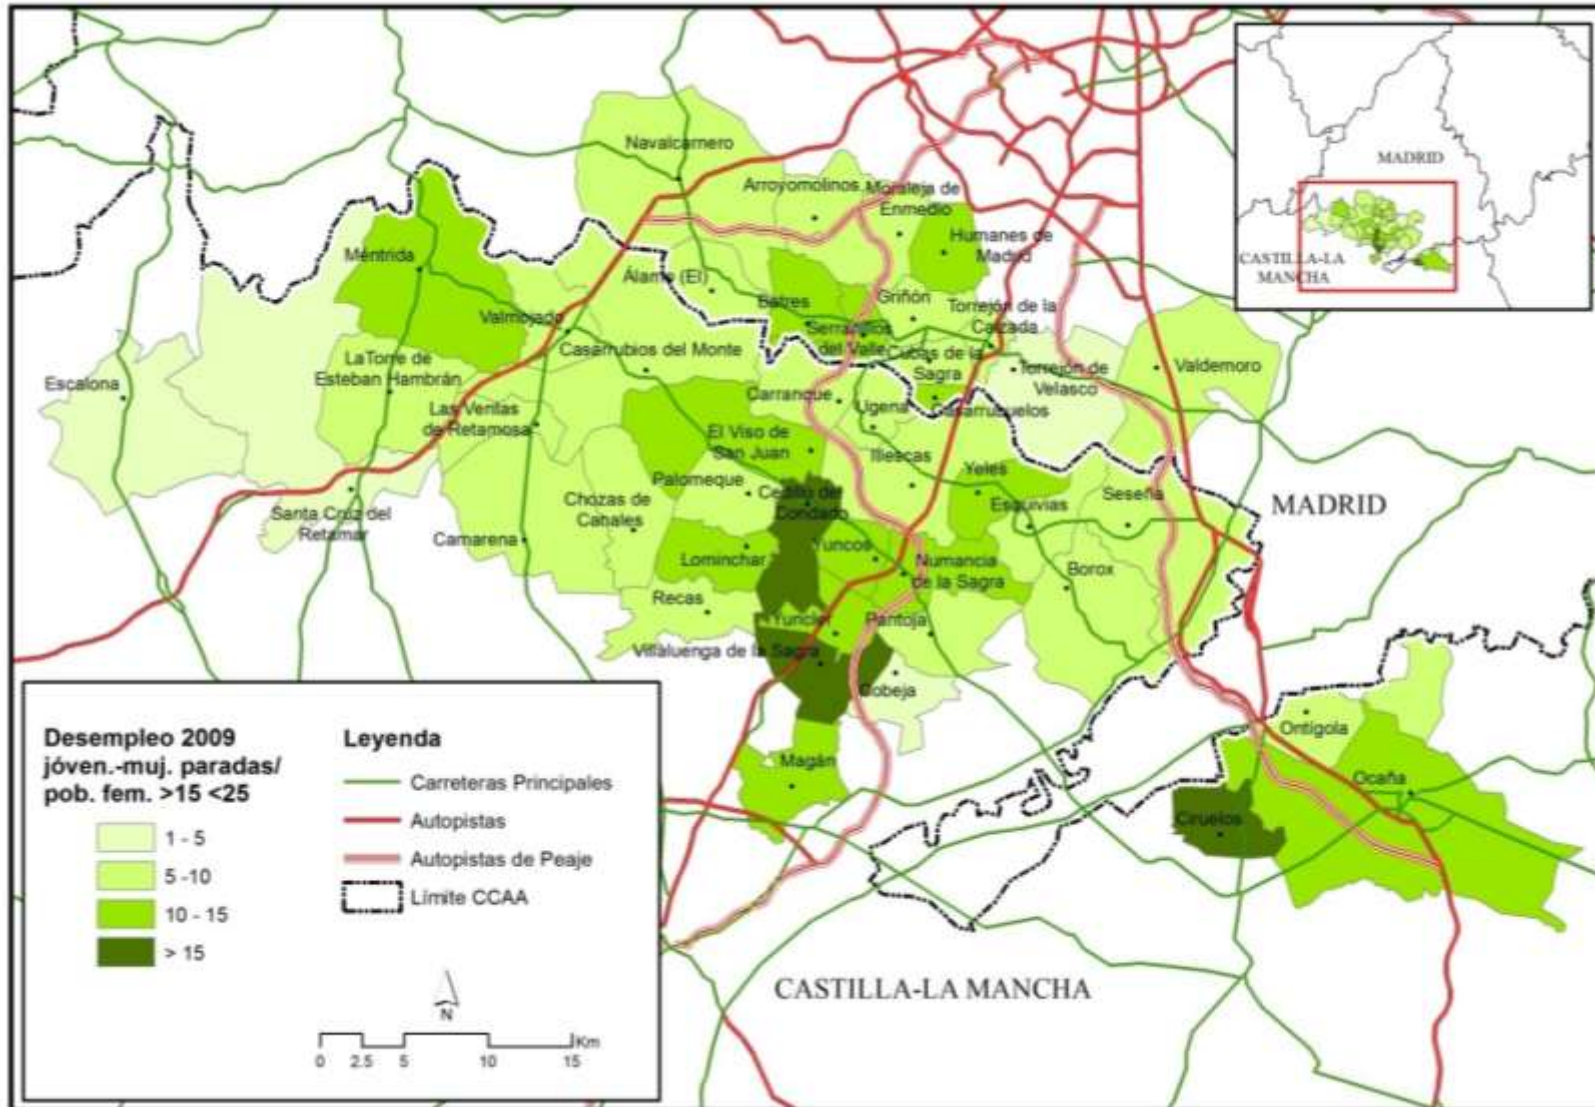 MADRID
CASTILLA-LA
MANCHA
Navalcarnero
Arroyomolinos
Moraleja de
Enmedio
Humanes de
Madrid
Méntrida
Álamo (El)
Batres
Griñón
Torrejón de la
Calzada
Valmojado
Serranillos
del Valle
Casarrubios del Monte
Cubas de la
Sagra
Torrejón de
Velasco
Valdemoro
LaTorre de
Esteban Hambrán
Escalona
Carranque
Ugena
Casarrubuelos
Las Ventas
de Retamosa
El Viso de
San Juan
Illescas
Yeles
Palomeque
Cedillo del
Condado
Esquivias
Seseña
MADRID
Chozas de
Canales
Santa Cruz del
Retamar
Camarena
Lominchar
Yuncos
Numancia
de la Sagra
Borox
Recas
Yuncler
Pantoja
Villaluenga de la Sagra
Cobeja
Ontígola
Magán
Ocaña
Ciruelos
CASTILLA-LA MANCHA
Desempleo 2009
jóven.-muj. paradas/
pob. fem. >15 <25
1 - 5
5 -10
10 - 15
> 15
Leyenda
Carreteras Principales
Autopistas
Autopistas de Peaje
Límite CCAA
N
Km
0 2.5 5 10 15